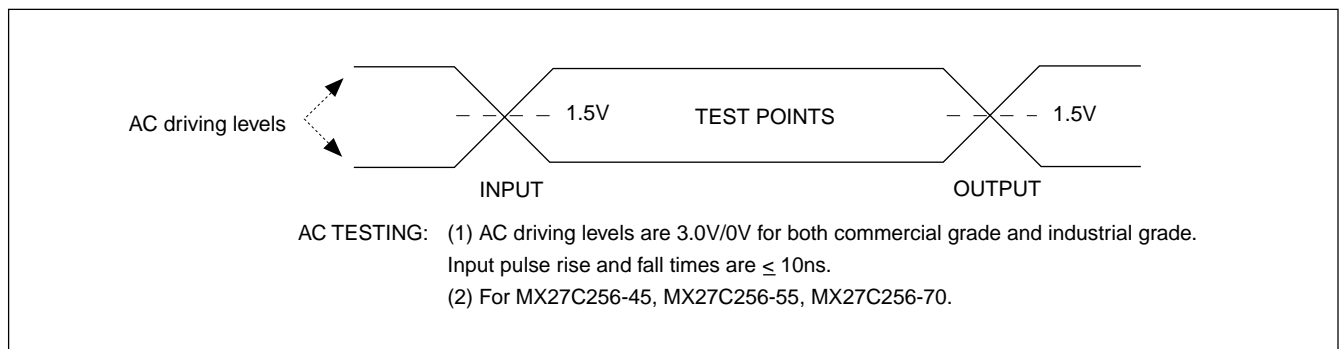 AC driving levels
1.5V
TEST POINTS
1.5V
INPUT
OUTPUT
AC TESTING: (1) AC driving levels are 3.0V/0V for both commercial grade and industrial grade.
Input pulse rise and fall times are ≤ 10ns.
(2) For MX27C256-45, MX27C256-55, MX27C256-70.